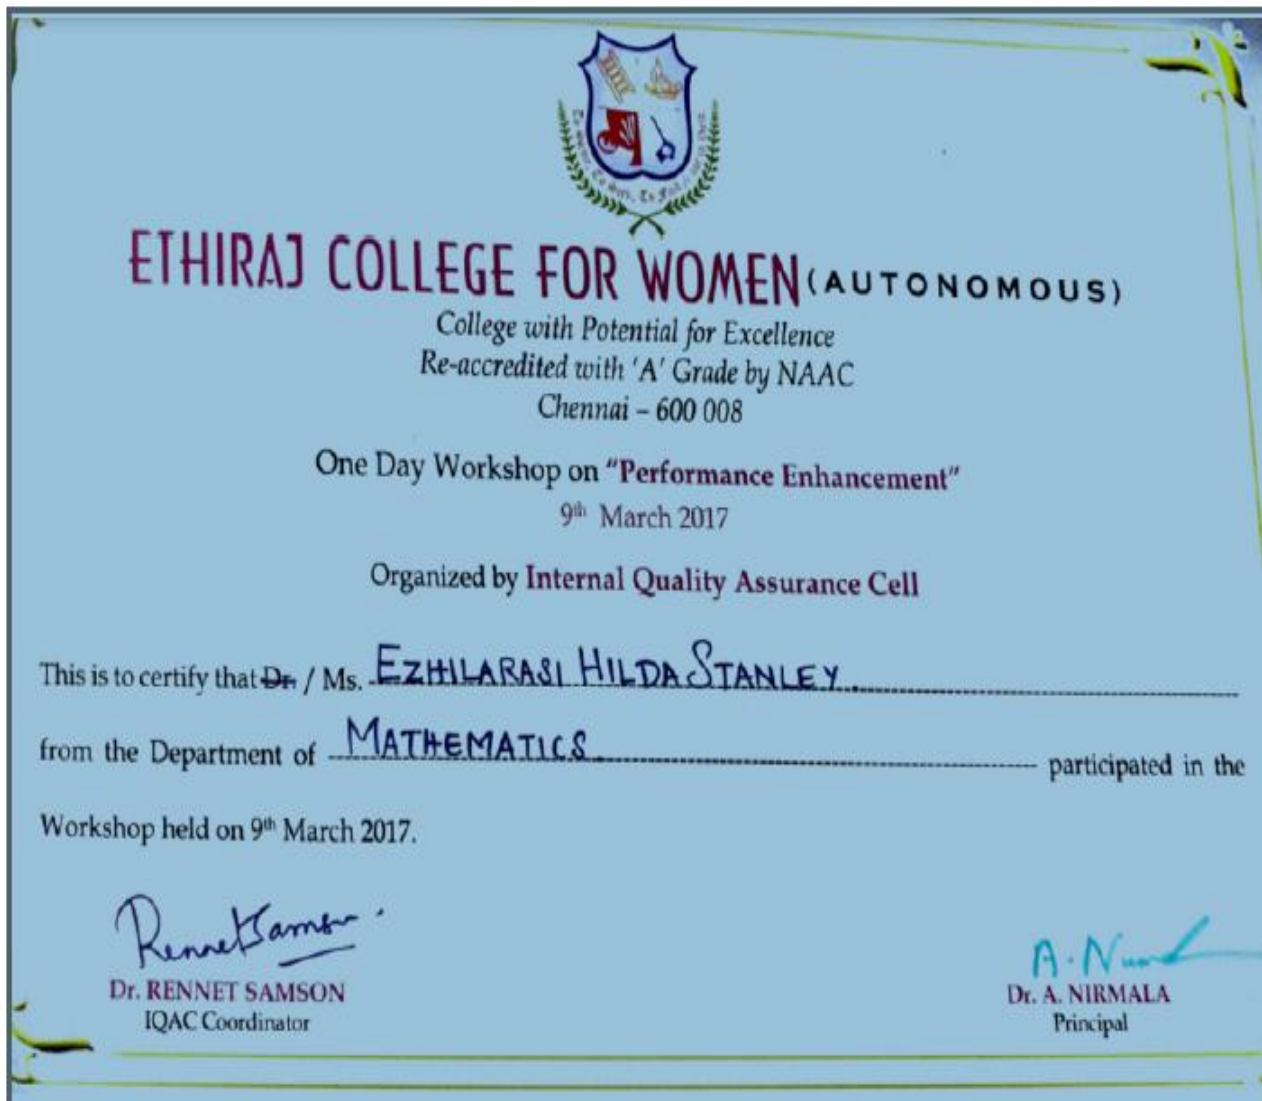 ETHIRAJ COLLEGE FOR WOMEN (AUTONOMOUS)
College with Potential for Excellence
Re-accredited with 'A' Grade by NAAC
Chennai – 600 008
One Day Workshop on "Performance Enhancement"
9th March 2017
Organized by Internal Quality Assurance Cell
This is to certify that Dr. / Ms. EZHILARASI HILDA STANLEY
from the Department of MATHEMATICS participated in the
Workshop held on 9th March 2017.
Rennet Samson A. Nirmala
Dr. RENNET SAMSON Dr. A. NIRMALA
IQAC Coordinator Principal